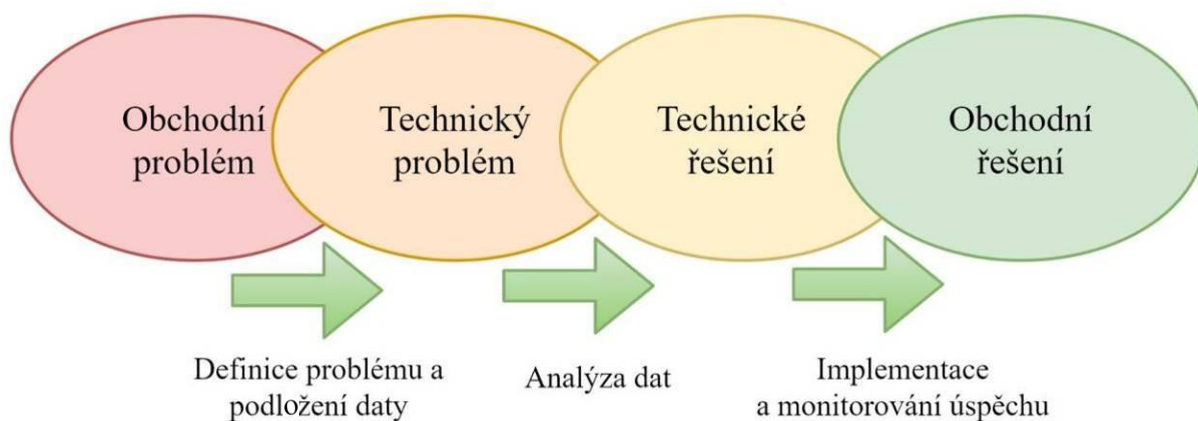 Obchodní
problém
Technický
problém
Technické
řešení
Obchodní
řešení
Definice problému a
podložení daty
Analýza dat
Implementace
a monitorování úspěchu